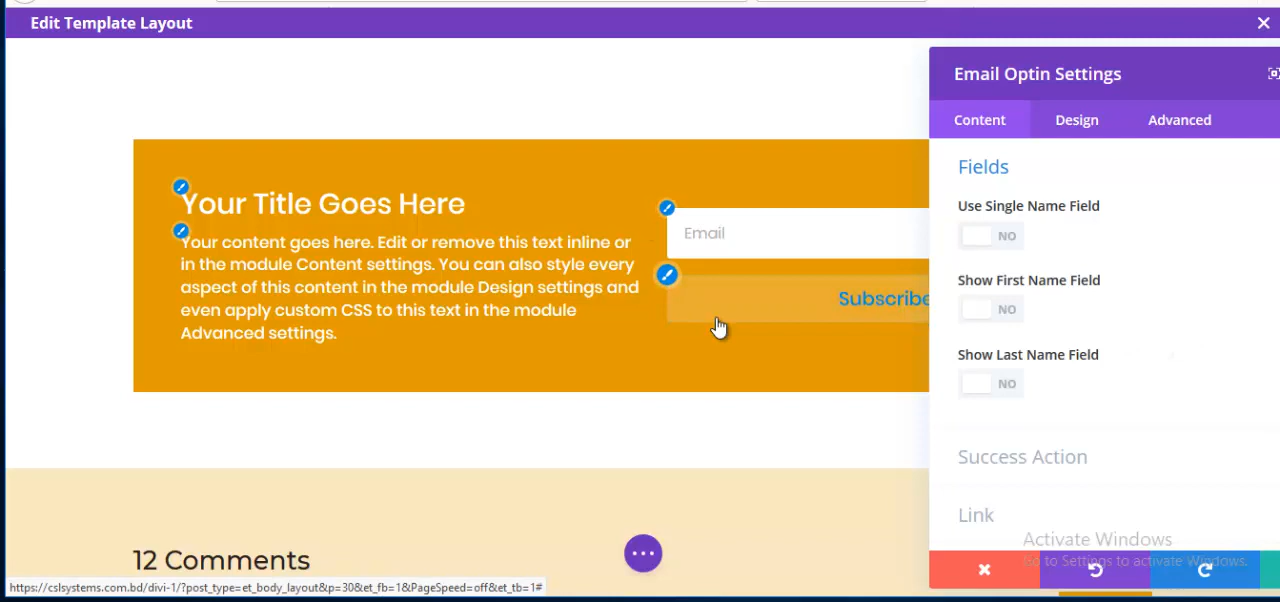 Edit Template Layout
Email Optin Settings
Content
Design
Advanced
Fields
Use Single Name Field
NO
Show First Name Field
NO
Show Last Name Field
NO
Success Action
Link
Activate Windows
Go to Settings to activate Windows.
Your Title Goes Here
Your content goes here. Edit or remove this text inline or
in the module Content settings. You can also style every
aspect of this content in the module Design settings and
even apply custom CSS to this text in the module
Advanced settings.
Email
Subscribe
12 Comments
https://cslsystems.com.bd/divi-1/?post_type=et_body_layout&p=30&et_fb=1&PageSpeed=off&et_tb=1#